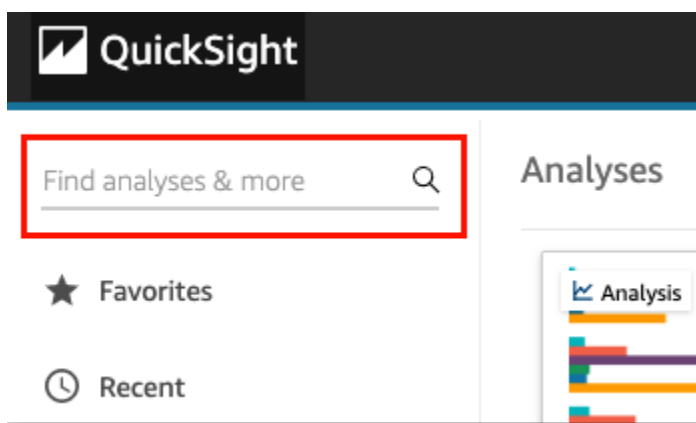 QuickSight
Find analyses & more
Analyses
Favorites
Analysis
Recent